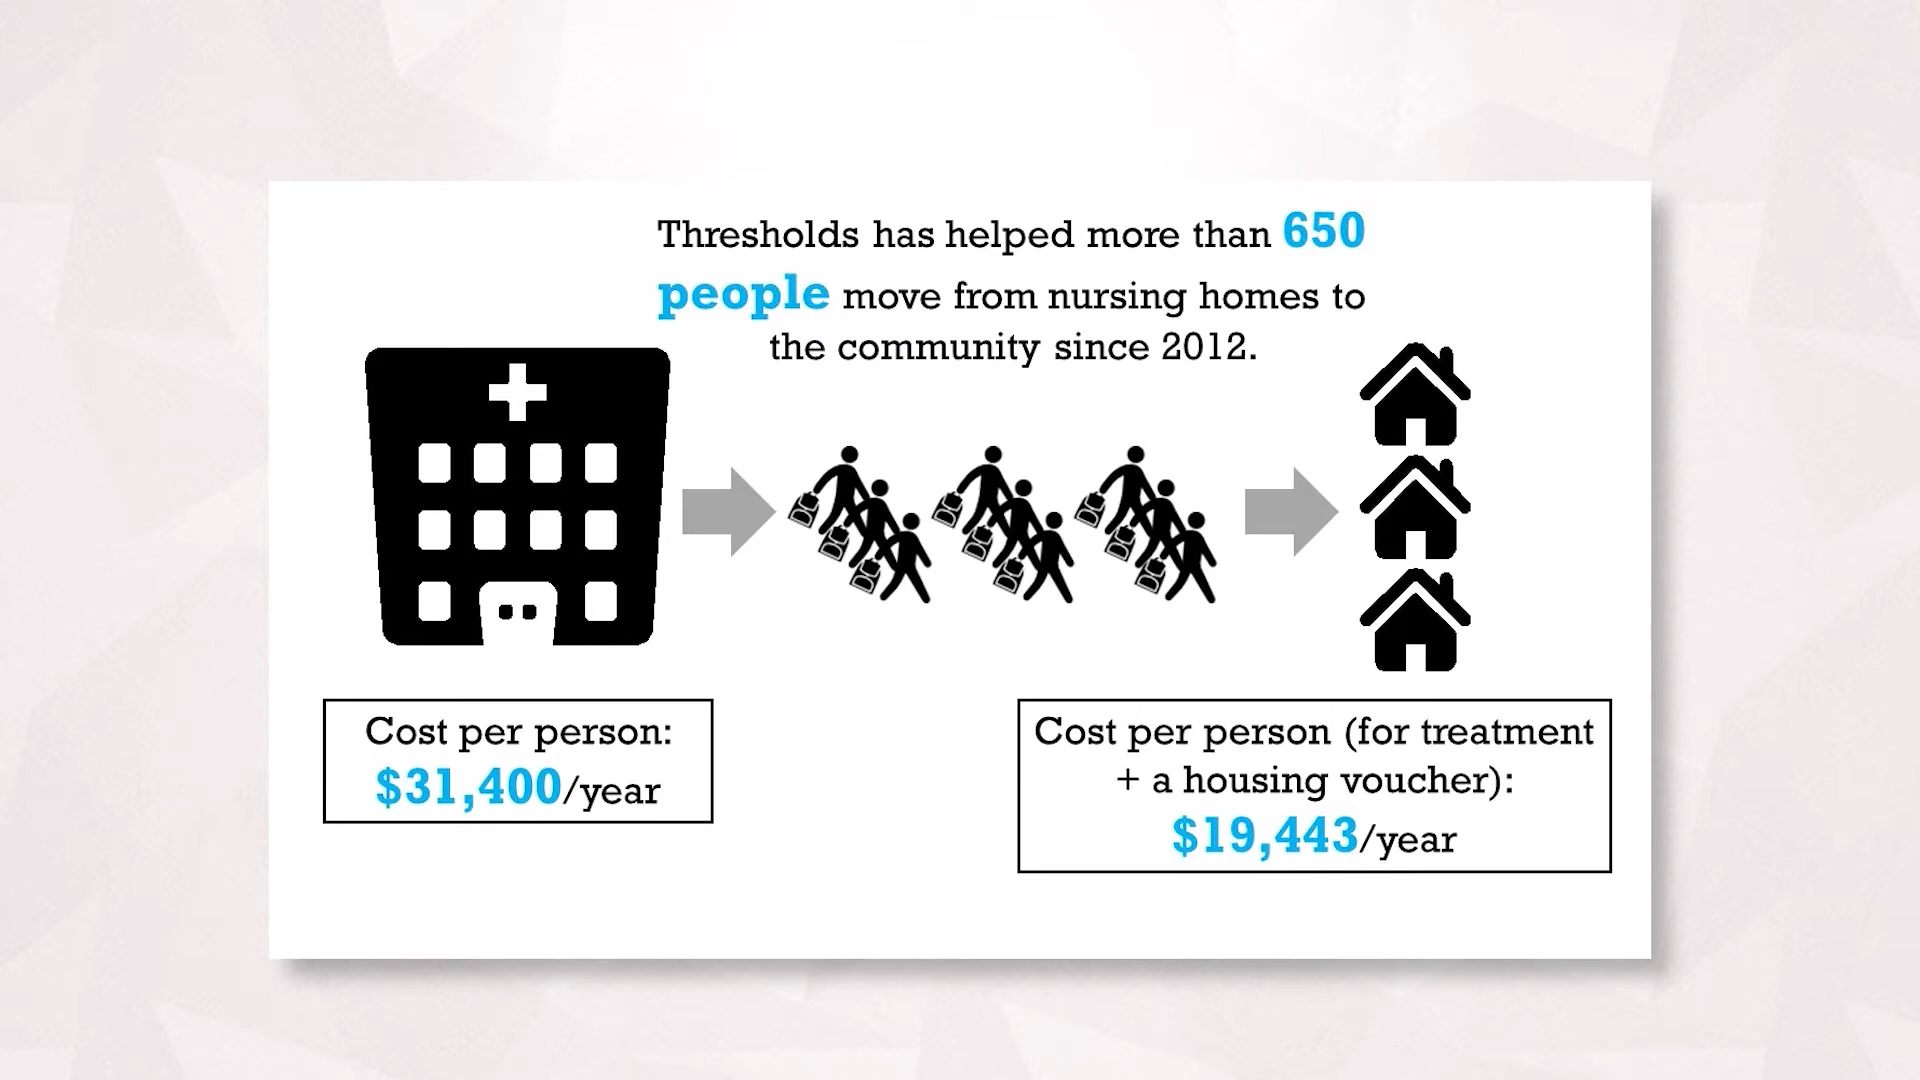 Thresholds has helped more than 650
people move from nursing homes to
the community since 2012.
Cost per person:
$31,400/year
Cost per person (for treatment
+ a housing voucher):
$19,443/year